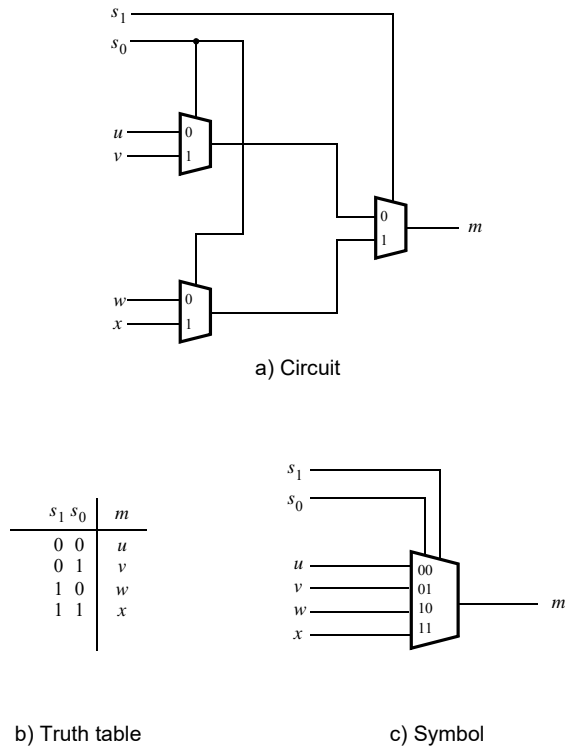 s1
s0
u 0
v 1
0 m
1
w 0
x 1
a) Circuit
s1 s0 m
0 0 u
0 1 v
1 0 w
1 1 x
s1
s0
u 00
v 01
w 10 m
x 11
b) Truth table
c) Symbol